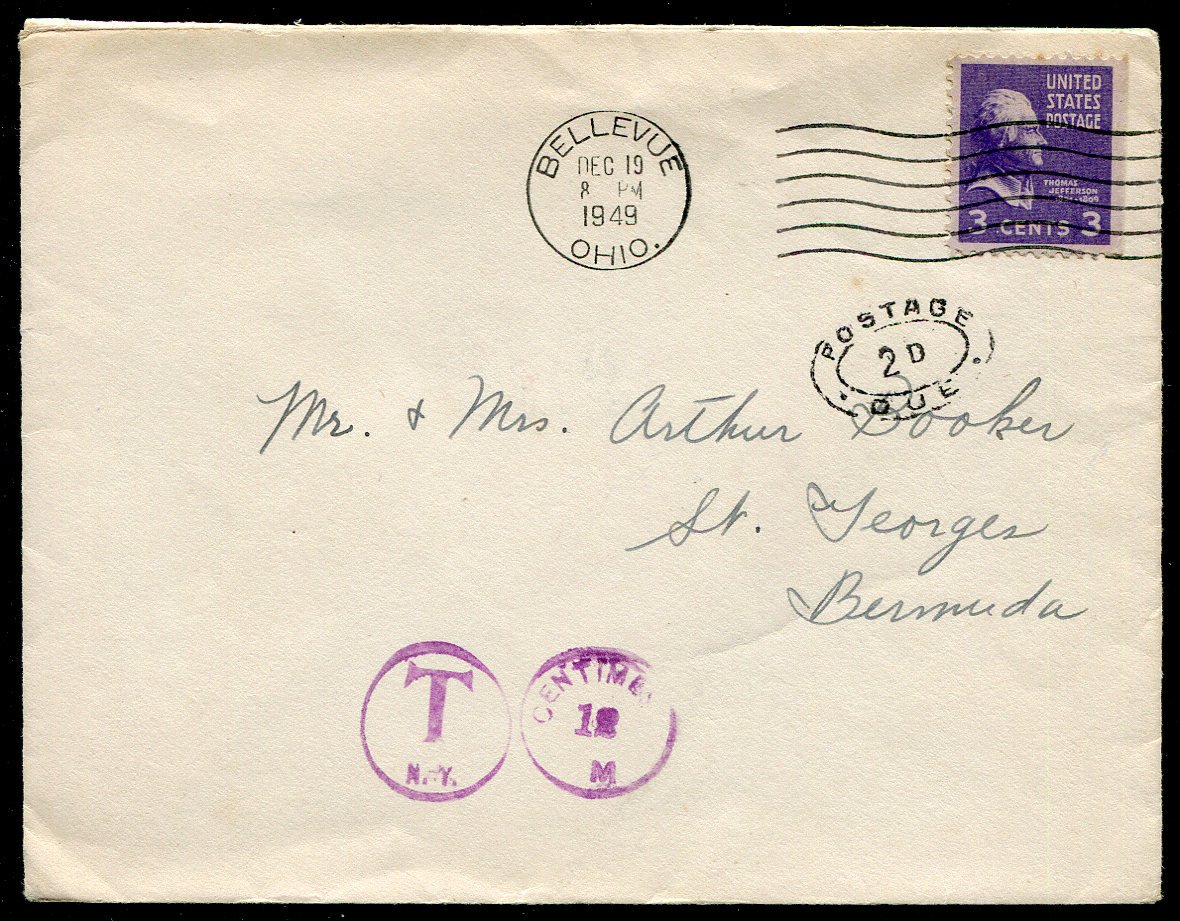 BELLEVUE
DEC 19
8 PM
1949
OHIO.
UNITED
STATES
POSTAGE
THOMAS
JEFFERSON
3 CENTS 3
POSTAGE
2 D
DUE
Mr. & Mrs. Arthur Booker
St. Georges
Bermuda
T
N.Y.
CENTIMES
12
M